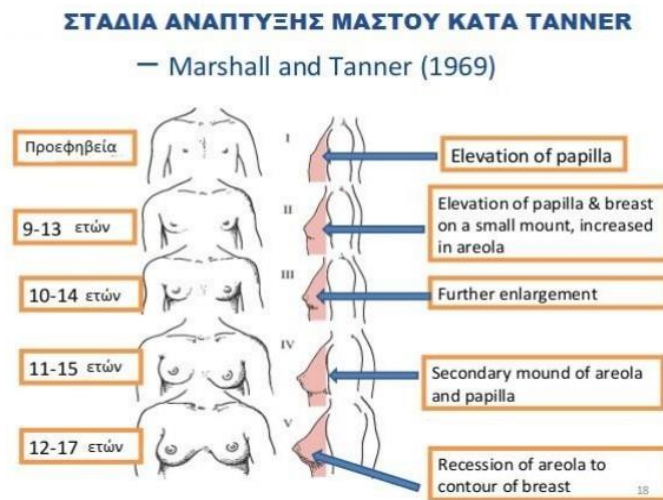 ΣΤΑΔΙΑ ΑΝΑΠΤΥΞΗΣ ΜΑΣΤΟΥ ΚΑΤΑ TANNER
– Marshall and Tanner (1969)
Προεφηβεία
I
Elevation of papilla
9-13 ετών
II
Elevation of papilla & breast
on a small mount, increased
in areola
10-14 ετών
III
Further enlargement
11-15 ετών
IV
Secondary mound of areola
and papilla
12-17 ετών
V
Recession of areola to
contour of breast
18